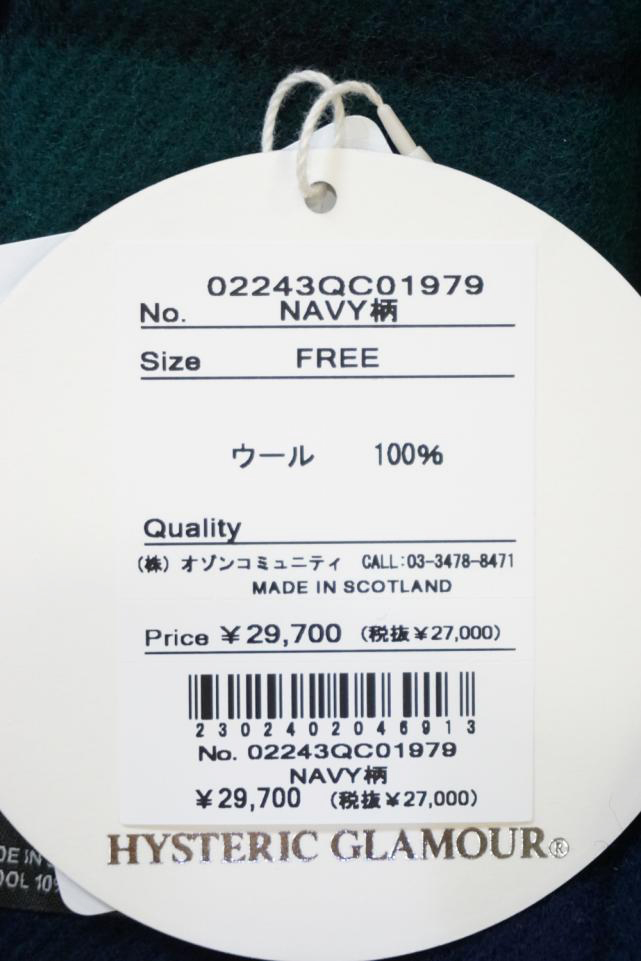 02243QC01979
No. NAVY柄
Size FREE
ウール 100%
Quality
(株) オゾンコミュニティ CALL:03-3478-8471
MADE IN SCOTLAND
Price ¥29,700 (税抜¥27,000)
2302402046913
No. 02243QC01979
NAVY柄
¥29,700 (税抜¥27,000)
HYSTERIC GLAMOUR®